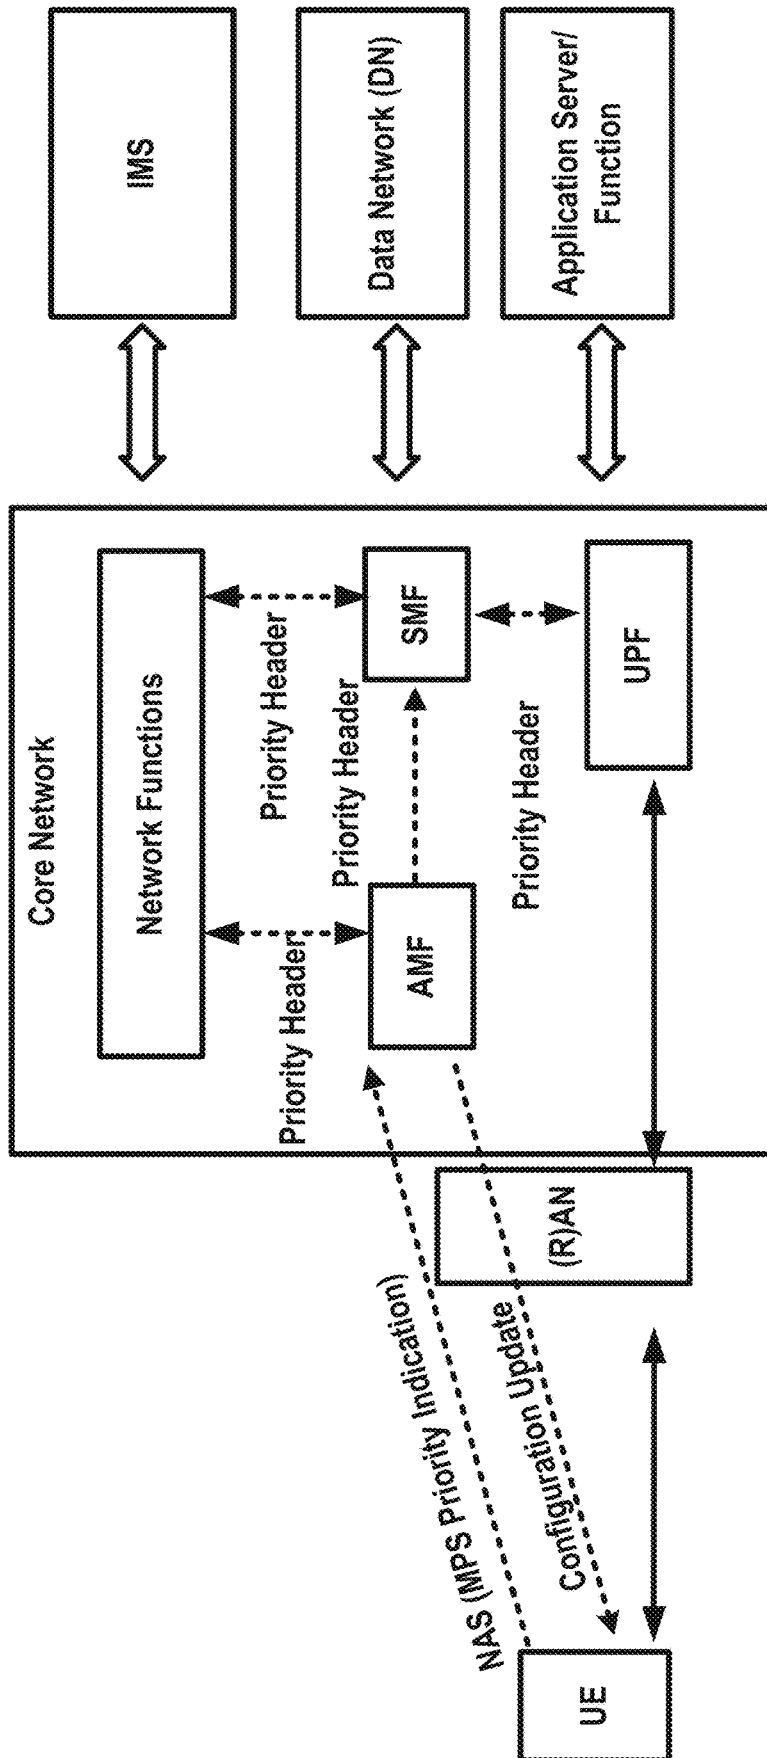 Core Network
Network Functions
Priority Header
Priority Header
Priority Header
AMF
SMF
Priority Header
UPF
NAS (MPS Priority Indication)
Configuration Update
(R)AN
UE
IMS
Data Network (DN)
Application Server/
Function